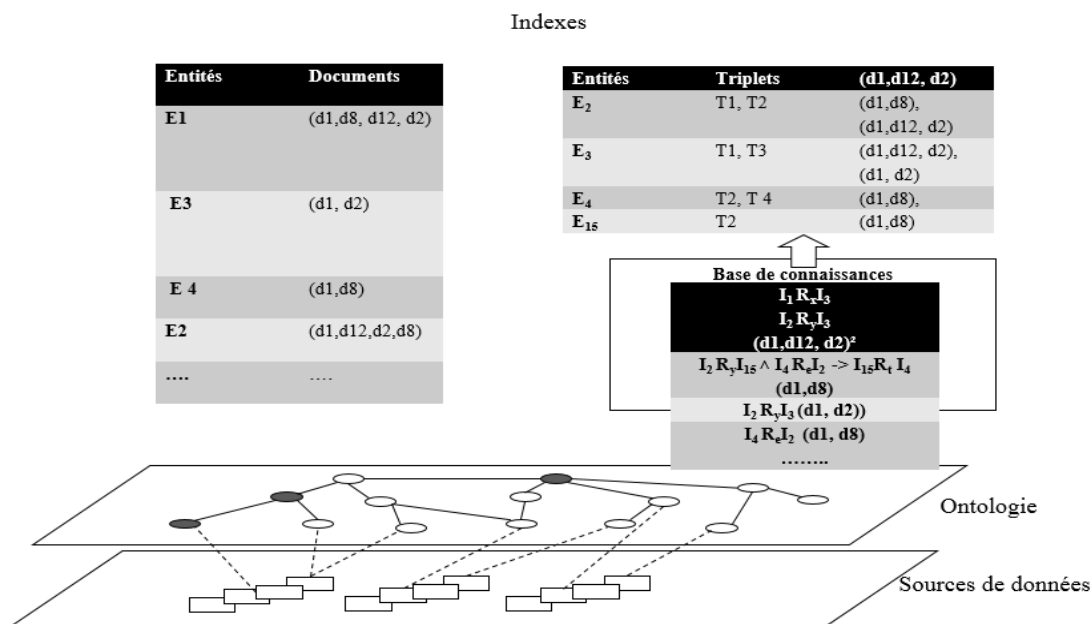 Indexes
Entités Documents
E1 (d1,d8, d12, d2)
E3 (d1, d2)
E 4 (d1,d8)
E2 (d1,d12,d2,d8)
…. ….
Entités Triplets (d1,d12, d2)
E₂ T1, T2 (d1,d8),
(d1,d12, d2)
E₃ T1, T3 (d1,d12, d2),
(d1, d2)
E₄ T2, T 4 (d1,d8),
E₁₅ T2 (d1,d8)
Base de connaissances
I₁ RₓI₃
I₂ RᵧI₃
(d1,d12, d2)²
I₂ RᵧI₁₅ ^ I₄ RₑI₂ -> I₁₅Rₜ I₄
(d1,d8)
I₂ RᵧI₃ (d1, d2))
I₄ RₑI₂ (d1, d8)
……..
Ontologie
Sources de données